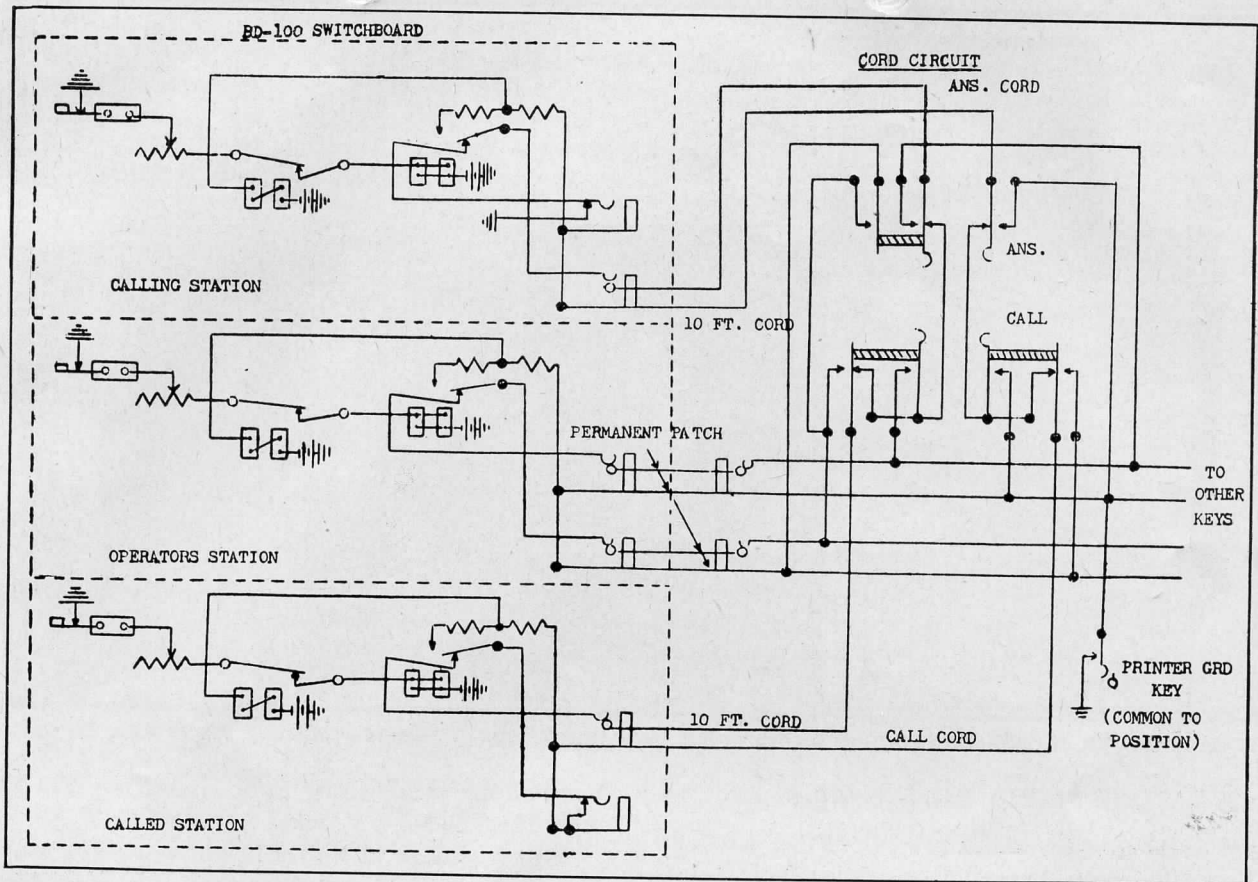 BD-100 SWITCHBOARD
CORD CIRCUIT
ANS. CORD
CALLING STATION
ANS.
10 FT. CORD
CALL
PERMANENT PATCH
TO
OTHER
KEYS
OPERATORS STATION
PRINTER GRD
KEY
(COMMON TO
POSITION)
10 FT. CORD
CALL CORD
CALLED STATION